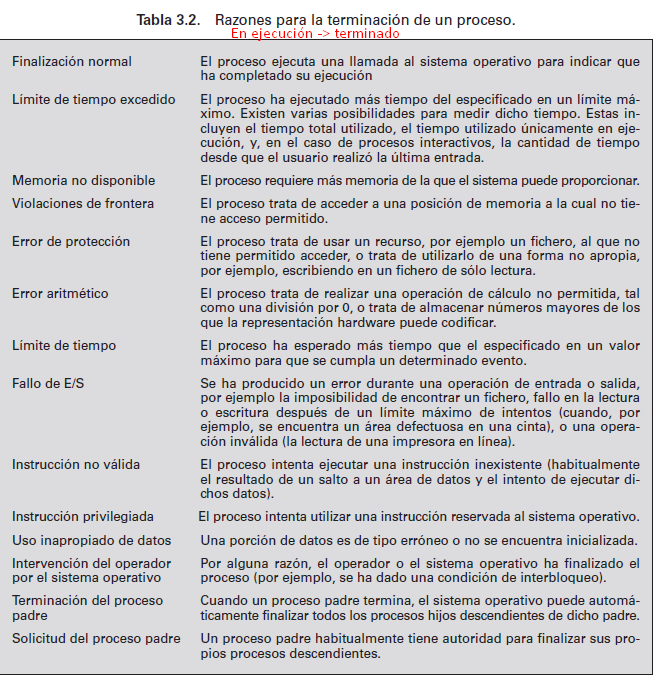 Tabla 3.2. Razones para la terminación de un proceso.
En ejecución -> terminado
Finalización normal El proceso ejecuta una llamada al sistema operativo para indicar que
ha completado su ejecución
Límite de tiempo excedido El proceso ha ejecutado más tiempo del especificado en un límite má-
ximo. Existen varias posibilidades para medir dicho tiempo. Estas in-
cluyen el tiempo total utilizado, el tiempo utilizado únicamente en eje-
cución, y, en el caso de procesos interactivos, la cantidad de tiempo
desde que el usuario realizó la última entrada.
Memoria no disponible El proceso requiere más memoria de la que el sistema puede proporcionar.
Violaciones de frontera El proceso trata de acceder a una posición de memoria a la cual no tie-
ne acceso permitido.
Error de protección El proceso trata de usar un recurso, por ejemplo un fichero, al que no
tiene permitido acceder, o trata de utilizarlo de una forma no apropia,
por ejemplo, escribiendo en un fichero de sólo lectura.
Error aritmético El proceso trata de realizar una operación de cálculo no permitida, tal
como una división por 0, o trata de almacenar números mayores de los
que la representación hardware puede codificar.
Límite de tiempo El proceso ha esperado más tiempo que el especificado en un valor
máximo para que se cumpla un determinado evento.
Fallo de E/S Se ha producido un error durante una operación de entrada o salida,
por ejemplo la imposibilidad de encontrar un fichero, fallo en la lectura
o escritura después de un límite máximo de intentos (cuando, por
ejemplo, se encuentra un área defectuosa en una cinta), o una opera-
ción inválida (la lectura de una impresora en línea).
Instrucción no válida El proceso intenta ejecutar una instrucción inexistente (habitualmente
el resultado de un salto a un área de datos y el intento de ejecutar di-
chos datos).
Instrucción privilegiada El proceso intenta utilizar una instrucción reservada al sistema operativo.
Uso inapropiado de datos Una porción de datos es de tipo erróneo o no se encuentra inicializada.
Intervención del operador Por alguna razón, el operador o el sistema operativo ha finalizado el
por el sistema operativo proceso (por ejemplo, se ha dado una condición de interbloqueo).
Terminación del proceso Cuando un proceso padre termina, el sistema operativo puede automá-
padre ticamente finalizar todos los procesos hijos descendientes de dicho padre.
Solicitud del proceso padre Un proceso padre habitualmente tiene autoridad para finalizar sus pro-
pios procesos descendientes.